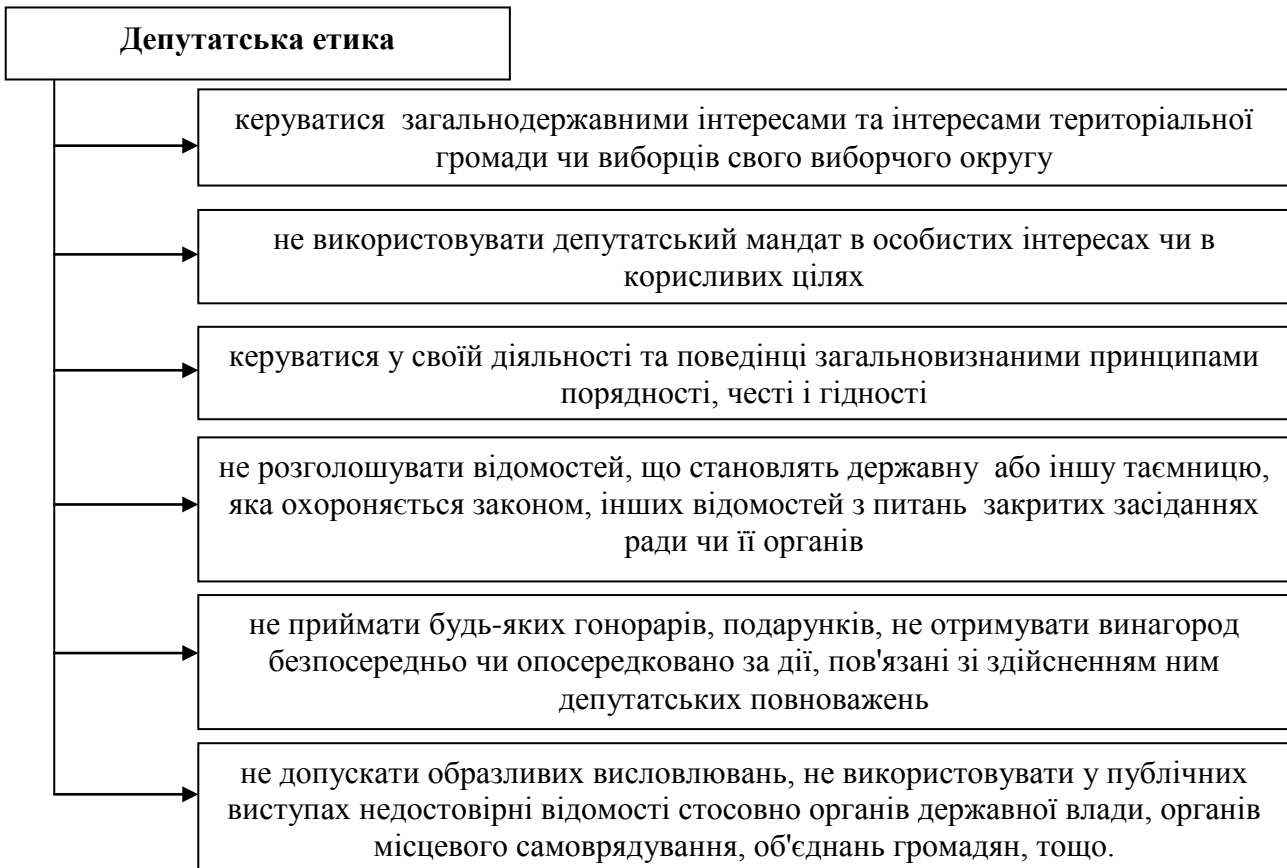 Депутатська етика
керуватися загальнодержавними інтересами та інтересами територіальної
громади чи виборців свого виборчого округу
не використовувати депутатський мандат в особистих інтересах чи в
корисливих цілях
керуватися у своїй діяльності та поведінці загальновизнаними принципами
порядності, честі і гідності
не розголошувати відомостей, що становлять державну або іншу таємницю,
яка охороняється законом, інших відомостей з питань закритих засіданнях
ради чи її органів
не приймати будь-яких гонорарів, подарунків, не отримувати винагород
безпосередньо чи опосередковано за дії, пов'язані зі здійсненням ним
депутатських повноважень
не допускати образливих висловлювань, не використовувати у публічних
виступах недостовірні відомості стосовно органів державної влади, органів
місцевого самоврядування, об'єднань громадян, тощо.